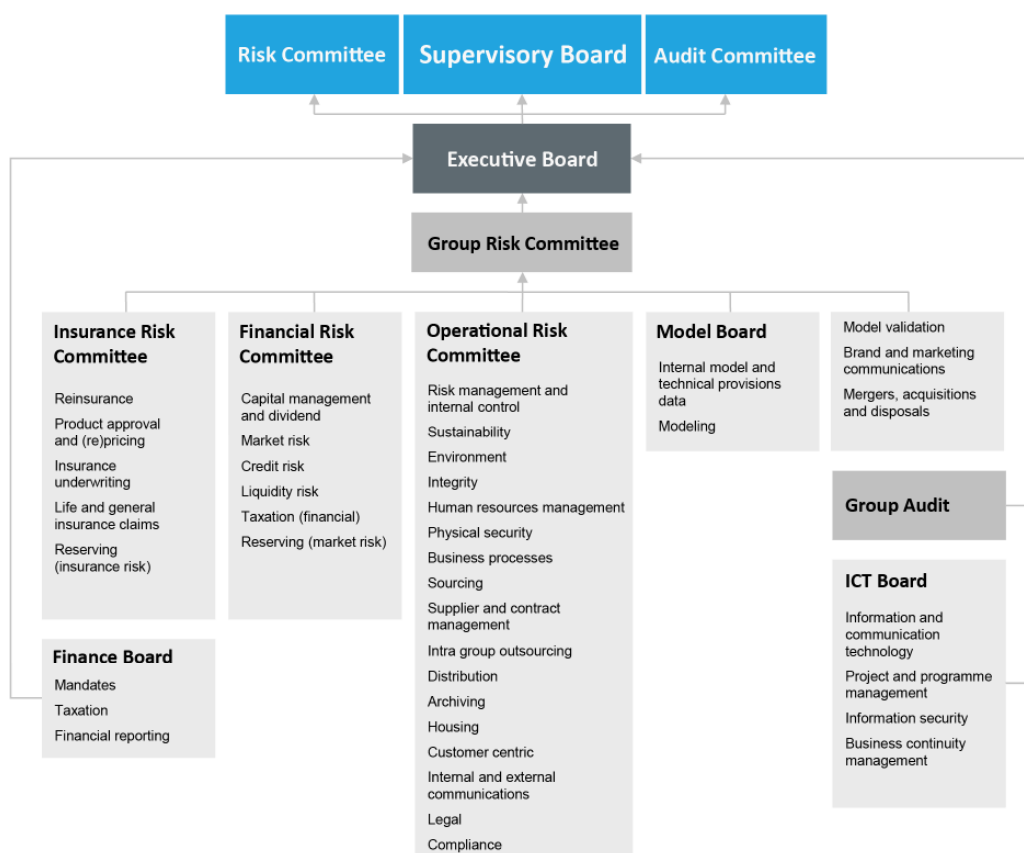 Risk Committee
Supervisory Board
Audit Committee
Executive Board
Group Risk Committee
Insurance Risk
Committee
Reinsurance
Product approval
and (re)pricing
Insurance
underwriting
Life and general
insurance claims
Reserving
(insurance risk)
Financial Risk
Committee
Capital management
and dividend
Market risk
Credit risk
Liquidity risk
Taxation (financial)
Reserving (market risk)
Operational Risk
Committee
Risk management and
internal control
Sustainability
Environment
Integrity
Human resources management
Physical security
Business processes
Sourcing
Supplier and contract
management
Intra group outsourcing
Distribution
Archiving
Housing
Customer centric
Internal and external
communications
Legal
Compliance
Model Board
Internal model and
technical provisions
data
Modeling
Model validation
Brand and marketing
communications
Mergers, acquisitions
and disposals
Group Audit
ICT Board
Information and
communication
technology
Project and programme
management
Information security
Business continuity
management
Finance Board
Mandates
Taxation
Financial reporting